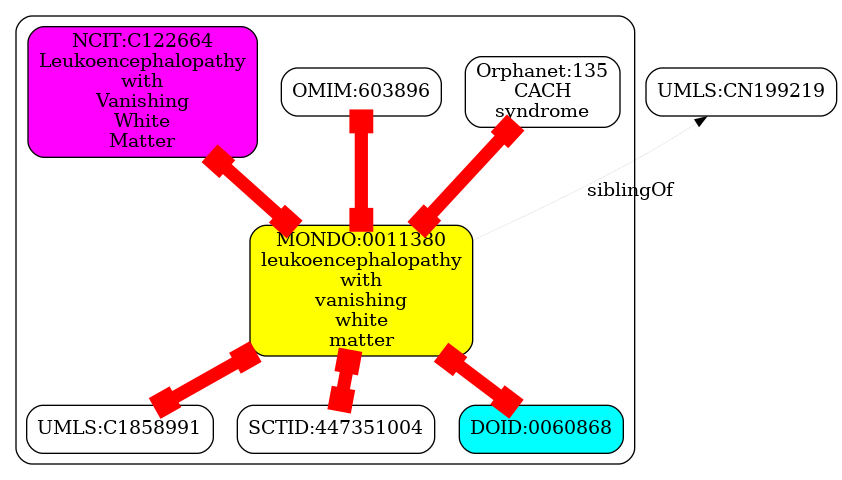 NCIT:C122664
Leukoencephalopathy
with
Vanishing
White
Matter
OMIM:603896
Orphanet:135
CACH
syndrome
UMLS:CN199219
siblingOf
MONDO:0011380
leukoencephalopathy
with
vanishing
white
matter
UMLS:C1858991
SCTID:447351004
DOID:0060868